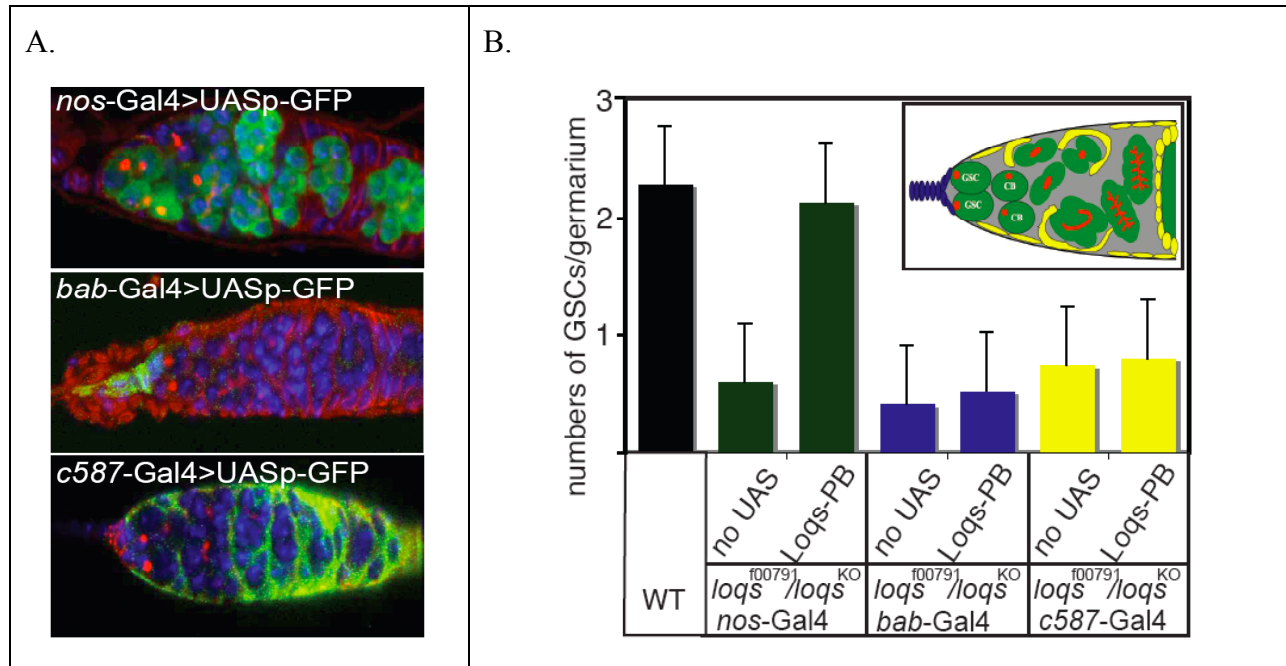 A.
nos-Gal4>UASp-GFP
bab-Gal4>UASp-GFP
c587-Gal4>UASp-GFP
B.
numbers of GSCs/germarium
3
2
1
GSC
GSC
CB
CB
WT
no UAS
Loqs-PB
no UAS
Loqs-PB
no UAS
Loqs-PB
loqs^f00791/loqs^KO
nos-Gal4
loqs^f00791/loqs^KO
bab-Gal4
loqs^f00791/loqs^KO
c587-Gal4